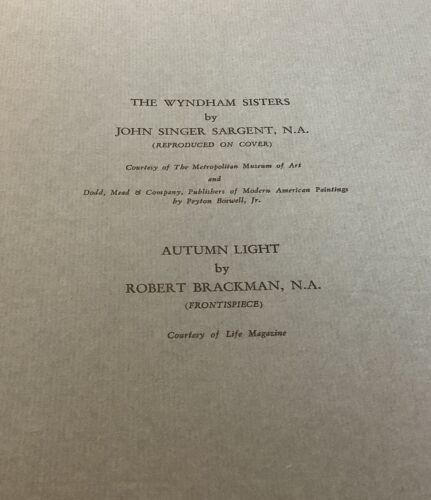 THE WYNDHAM SISTERS
by
JOHN SINGER SARGENT, N.A.
(REPRODUCED ON COVER)
Courtesy of The Metropolitan Museum of Art
and
Dodd, Mead & Company, Publishers of Modern American Paintings
by Peyton Boswell, Jr.
AUTUMN LIGHT
by
ROBERT BRACKMAN, N.A.
(FRONTISPIECE)
Courtesy of Life Magazine